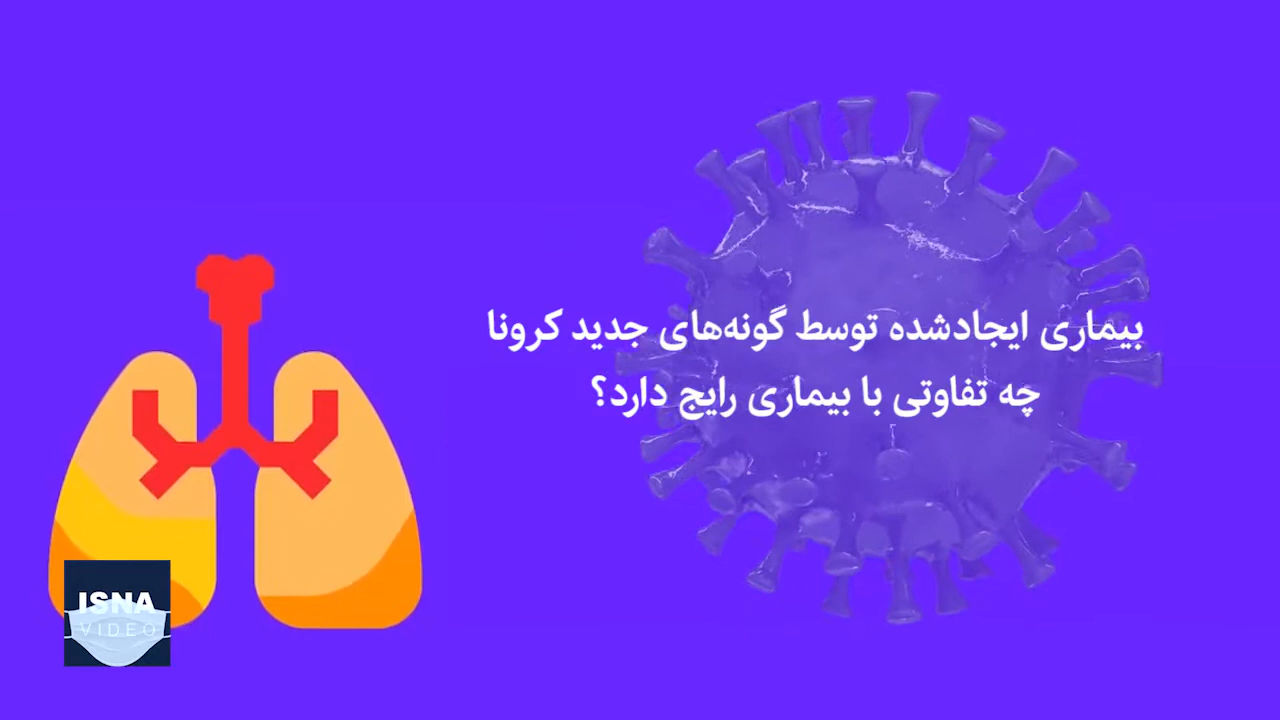 بیماری ایجادشده توسط گونه‌های جدید کرونا
چه تفاوتی با بیماری رایج دارد؟
ISNA
VIDEO